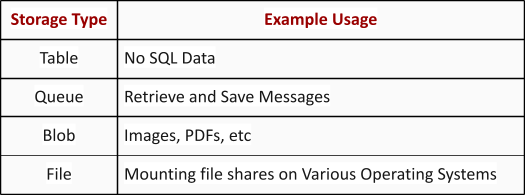 Storage Type Example Usage
Table No SQL Data
Queue Retrieve and Save Messages
Blob Images, PDFs, etc
File Mounting file shares on Various Operating Systems